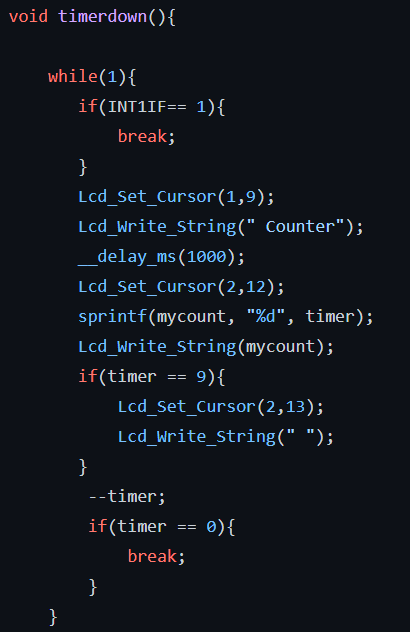 void timerdown(){
while(1){
if(INT1IF== 1){
break;
}
Lcd_Set_Cursor(1,9);
Lcd_Write_String(" Counter");
__delay_ms(1000);
Lcd_Set_Cursor(2,12);
sprintf(mycount, "%d", timer);
Lcd_Write_String(mycount);
if(timer == 9){
Lcd_Set_Cursor(2,13);
Lcd_Write_String(" ");
}
--timer;
if(timer == 0){
break;
}
}